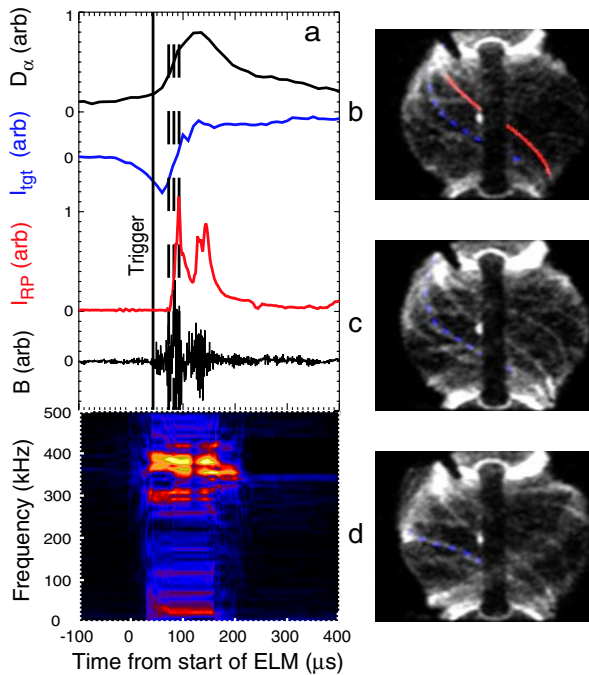 a
1
Dα (arb)
0
Itgt (arb)
0
1
Trigger
IRP (arb)
0
B (arb)
0
500
400
300
200
100
0
Frequency (kHz)
-100 0 100 200 300 400
Time from start of ELM (μs)
b
c
d